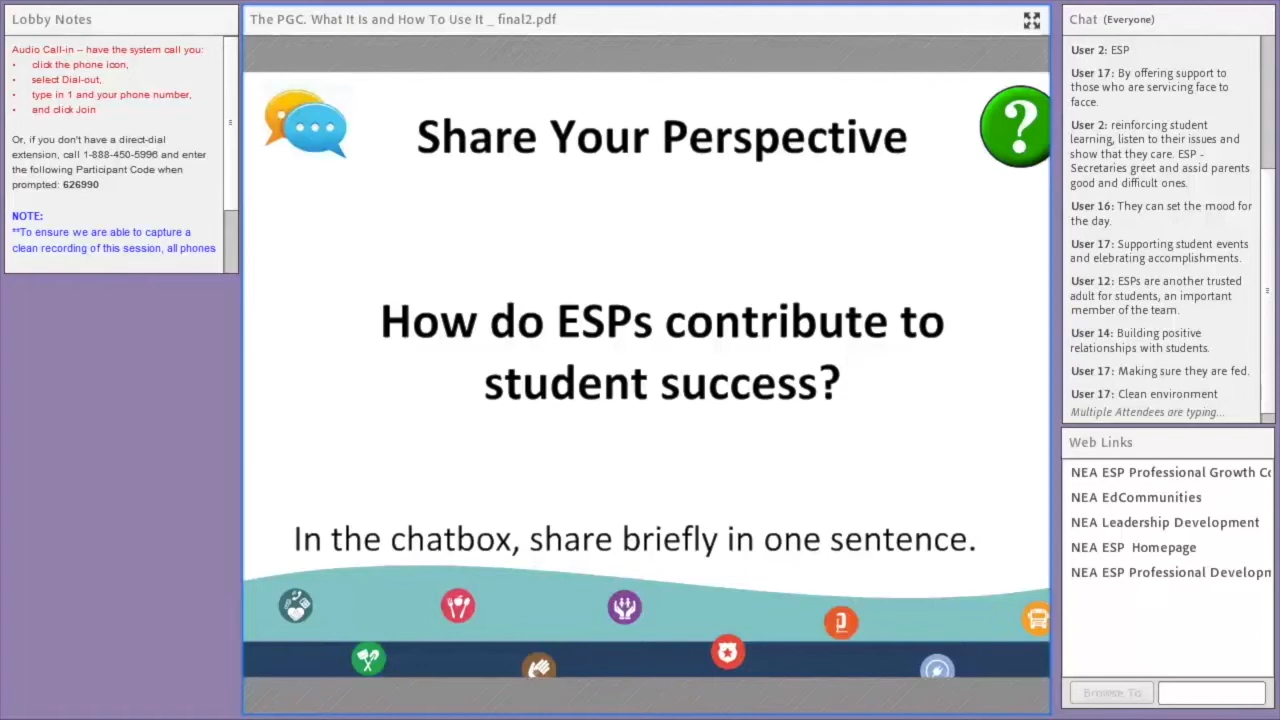 Lobby Notes
Audio Call-in -- have the system call you:
• click the phone icon,
• select Dial-out,
• type in 1 and your phone number,
• and click Join
Or, if you don't have a direct-dial
extension, call 1-888-450-5996 and enter
the following Participant Code when
prompted: 626990
NOTE:
**To ensure we are able to capture a
clean recording of this session, all phones
The PGC. What It Is and How To Use It _ final2.pdf
Share Your Perspective
?
How do ESPs contribute to
student success?
In the chatbox, share briefly in one sentence.
Chat (Everyone)
User 2: ESP
User 17: By offering support to
those who are servicing face to
facce.
User 2: reinforcing student
learning, listen to their issues and
show that they care. ESP -
Secretaries greet and assid parents
good and difficult ones.
User 16: They can set the mood for
the day.
User 17: Supporting student events
and elebrating accomplishments.
User 12: ESPs are another trusted
adult for students, an important
member of the team.
User 14: Building positive
relationships with students.
User 17: Making sure they are fed.
User 17: Clean environment
Multiple Attendees are typing...
Web Links
NEA ESP Professional Growth Co
NEA EdCommunities
NEA Leadership Development
NEA ESP Homepage
NEA ESP Professional Developm
Browse To